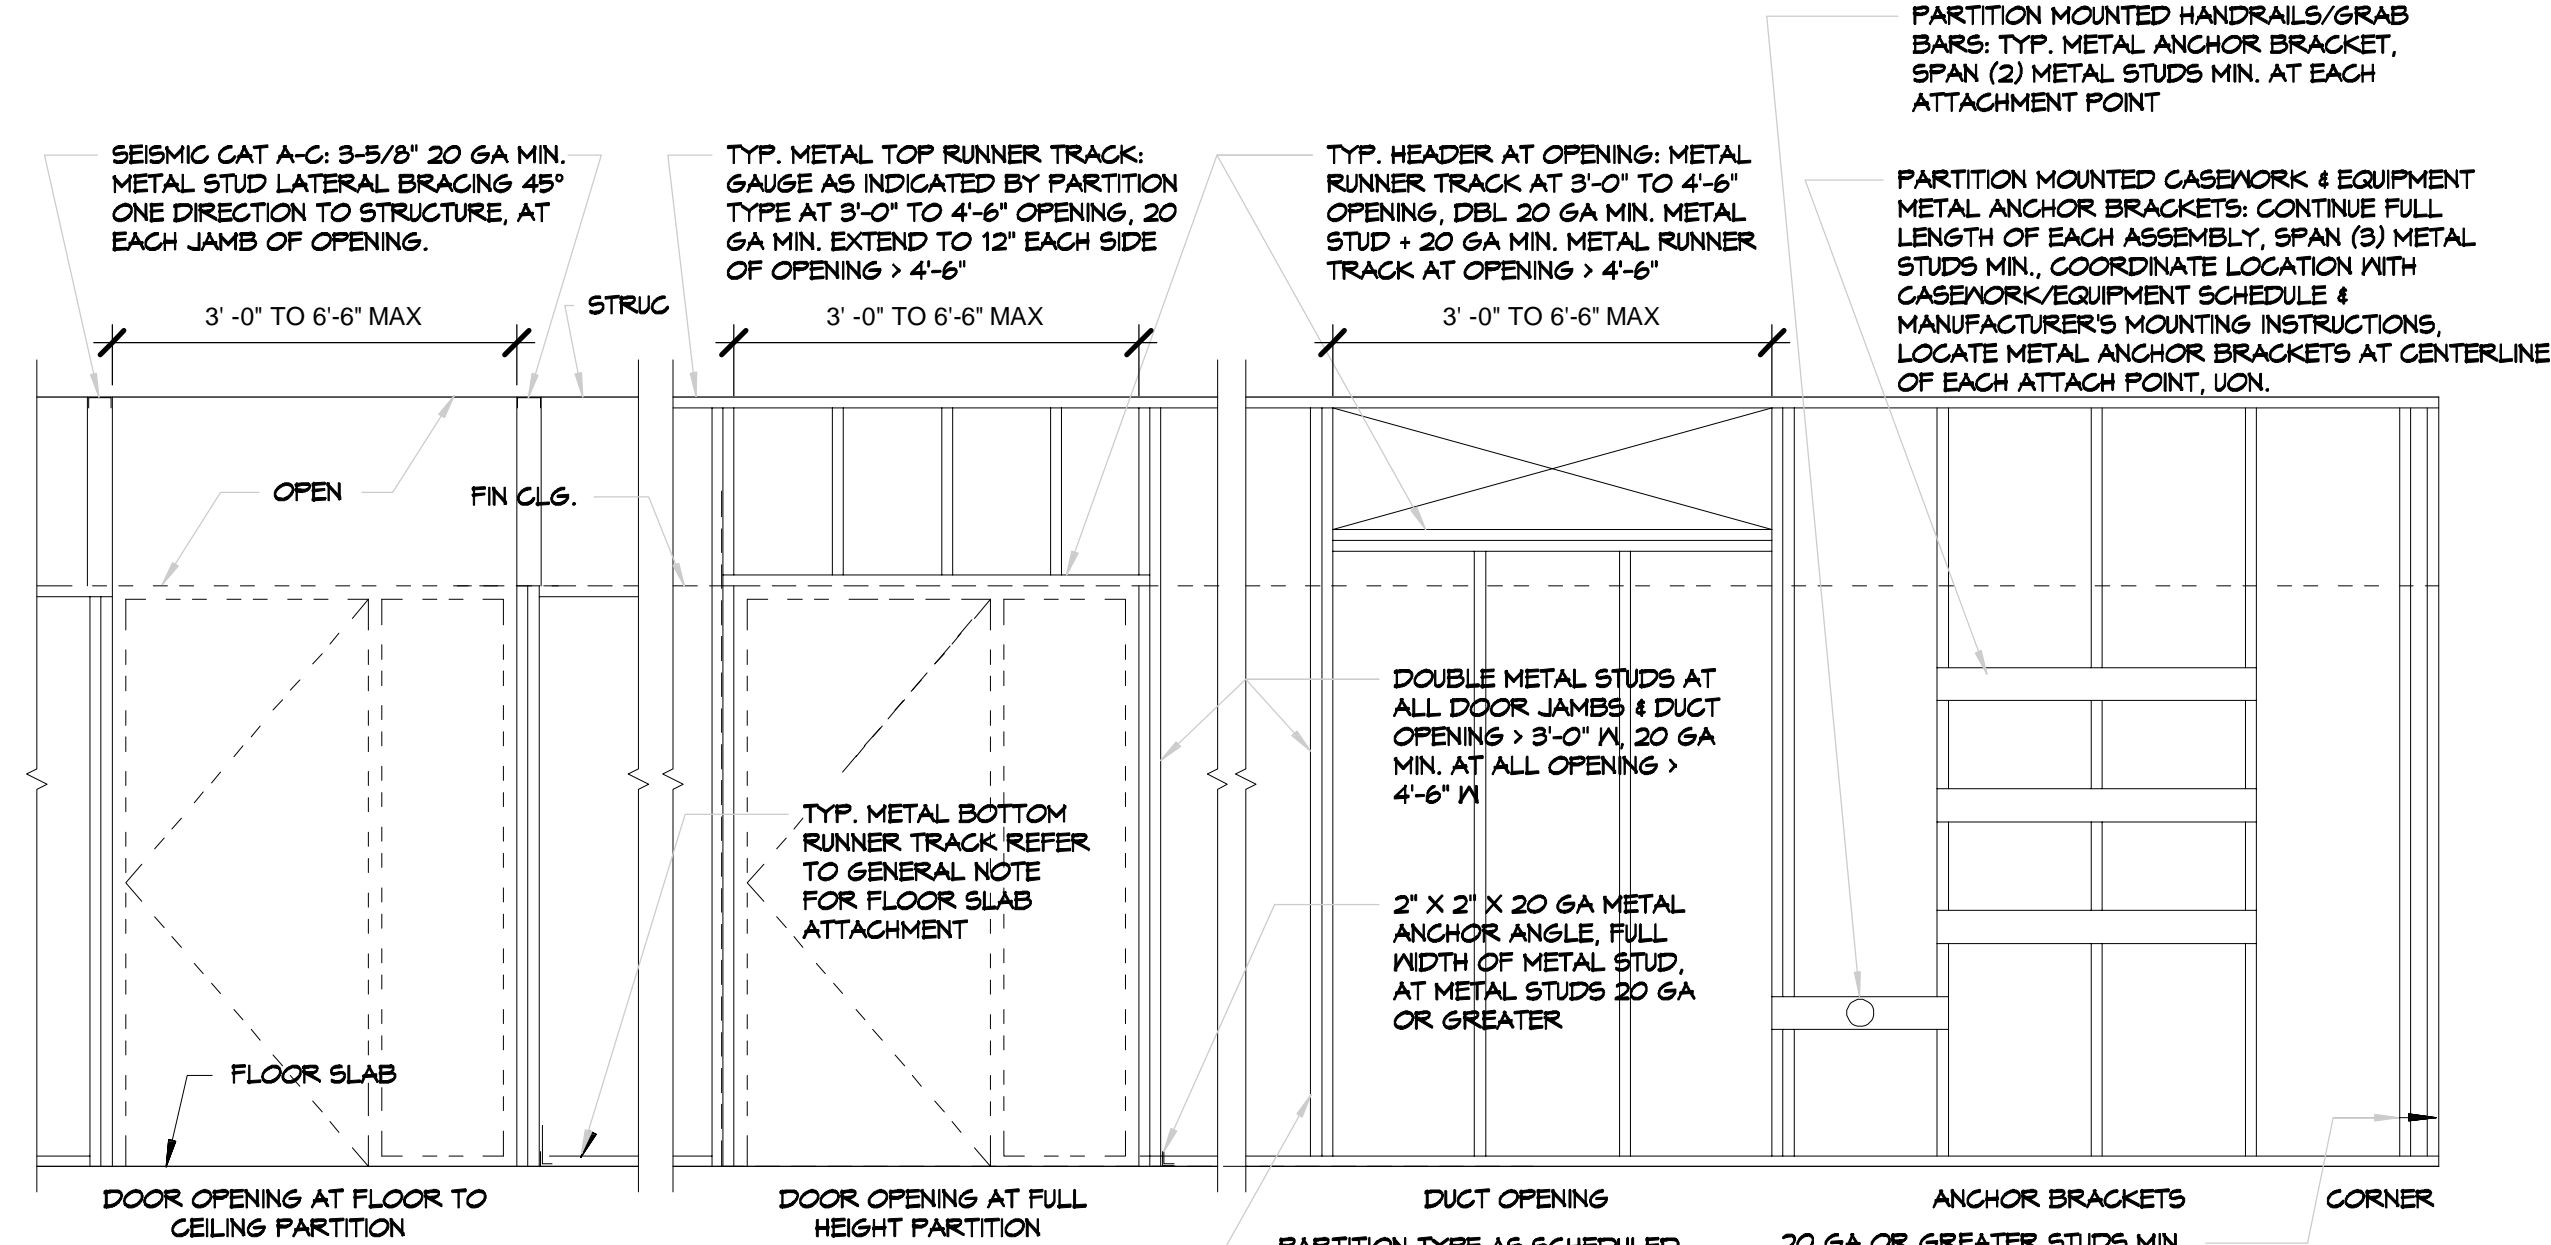 PARTITION MOUNTED HANDRAILS/GRAB
BARS: TYP. METAL ANCHOR BRACKET,
SPAN (2) METAL STUDS MIN. AT EACH
ATTACHMENT POINT
SEISMIC CAT A-C: 3-5/8" 20 GA MIN.
METAL STUD LATERAL BRACING 45°
ONE DIRECTION TO STRUCTURE, AT
EACH JAMB OF OPENING.
TYP. METAL TOP RUNNER TRACK:
GAUGE AS INDICATED BY PARTITION
TYPE AT 3'-0" TO 4'-6" OPENING, 20
GA MIN. EXTEND TO 12" EACH SIDE
OF OPENING > 4'-6"
TYP. HEADER AT OPENING: METAL
RUNNER TRACK AT 3'-0" TO 4'-6"
OPENING, DBL 20 GA MIN. METAL
STUD + 20 GA MIN. METAL RUNNER
TRACK AT OPENING > 4'-6"
PARTITION MOUNTED CASEWORK & EQUIPMENT
METAL ANCHOR BRACKETS: CONTINUE FULL
LENGTH OF EACH ASSEMBLY, SPAN (3) METAL
STUDS MIN., COORDINATE LOCATION WITH
CASEWORK/EQUIPMENT SCHEDULE &
MANUFACTURER'S MOUNTING INSTRUCTIONS,
LOCATE METAL ANCHOR BRACKETS AT CENTERLINE
OF EACH ATTACH POINT, UON.
3' -0" TO 6'-6" MAX
STRUC
3' -0" TO 6'-6" MAX
3' -0" TO 6'-6" MAX
OPEN
FIN CLG.
DOUBLE METAL STUDS AT
ALL DOOR JAMBS & DUCT
OPENING > 3'-0" W, 20 GA
MIN. AT ALL OPENING >
4'-6" W
TYP. METAL BOTTOM
RUNNER TRACK REFER
TO GENERAL NOTE
FOR FLOOR SLAB
ATTACHMENT
2" X 2" X 20 GA METAL
ANCHOR ANGLE, FULL
WIDTH OF METAL STUD,
AT METAL STUDS 20 GA
OR GREATER
FLOOR SLAB
DOOR OPENING AT FLOOR TO
CEILING PARTITION
DOOR OPENING AT FULL
HEIGHT PARTITION
DUCT OPENING
ANCHOR BRACKETS
CORNER
PARTITION TYPE AS SCHEDULED
20 GA OR GREATER STUDS MIN